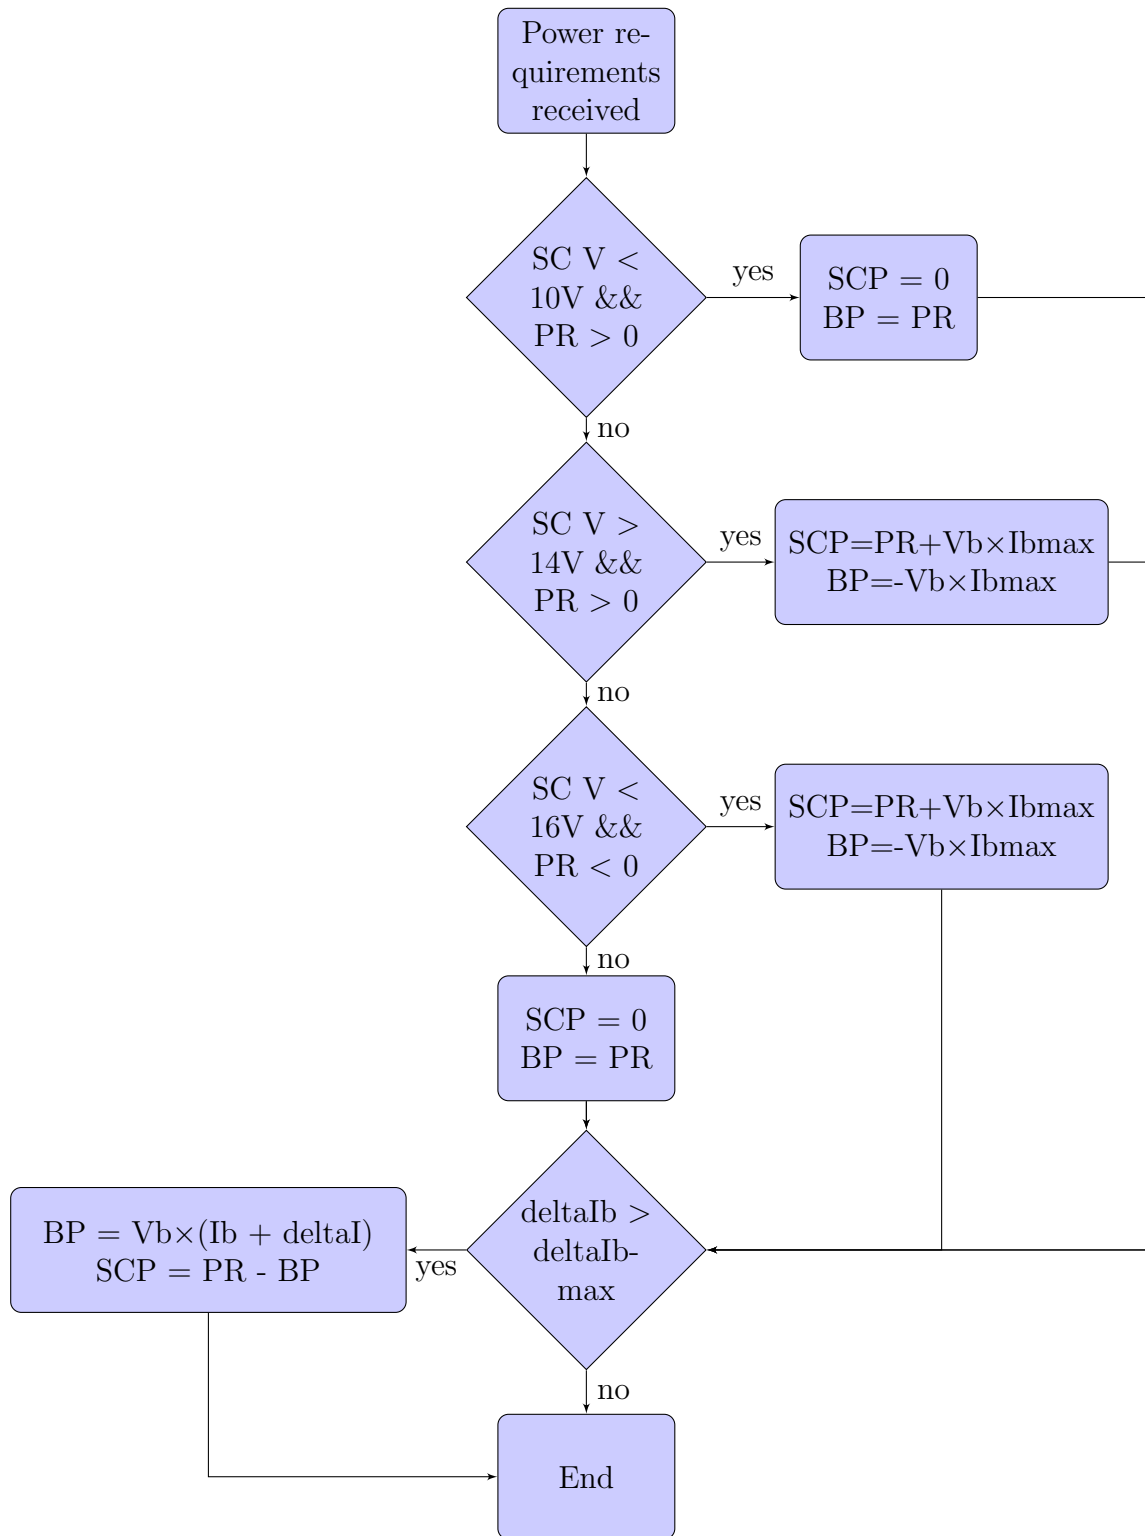 Power re-
quirements
received
SC V <
10V &&
PR > 0
yes
SCP = 0
BP = PR
no
SC V >
14V &&
PR > 0
yes
SCP=PR+Vb×Ibmax
BP=-Vb×Ibmax
no
SC V <
16V &&
PR < 0
yes
SCP=PR+Vb×Ibmax
BP=-Vb×Ibmax
no
SCP = 0
BP = PR
deltaIb >
deltaIb-
max
yes
BP = Vb×(Ib + deltaI)
SCP = PR - BP
no
End